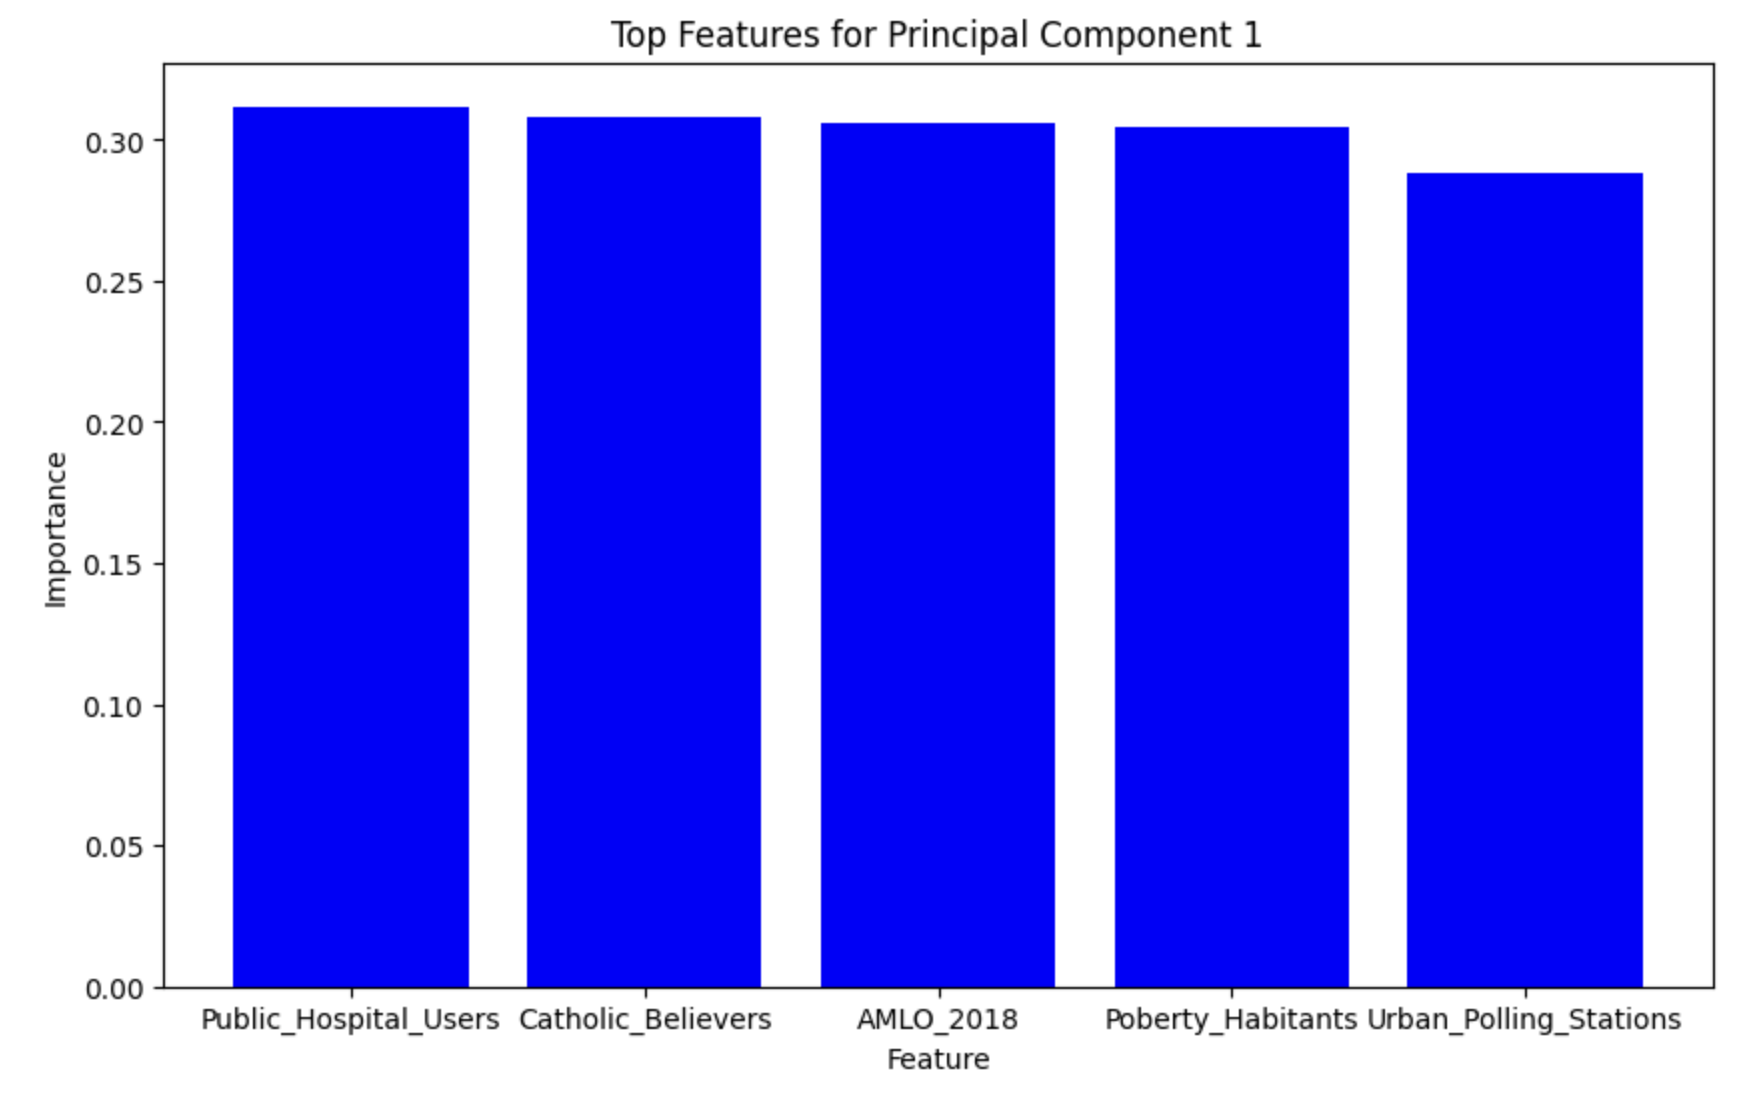 Top Features for Principal Component 1
0.30
0.25
0.20
0.15
0.10
0.05
0.00
Importance
Public_Hospital_Users Catholic_Believers AMLO_2018 Poberty_Habitants Urban_Polling_Stations
Feature